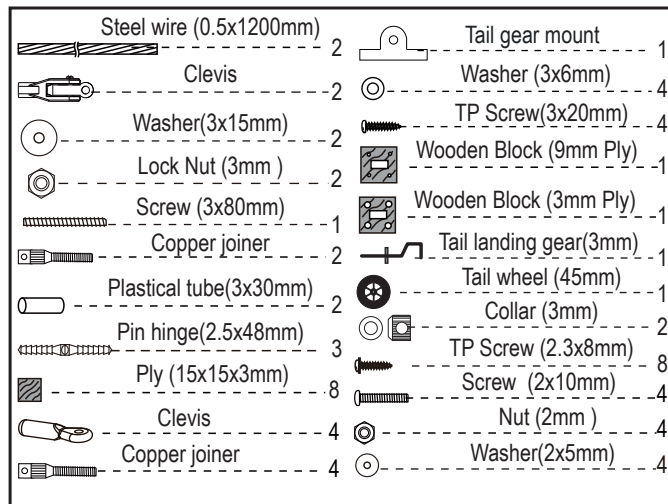 Steel wire (0.5x1200mm) 2
Clevis 2
Washer(3x15mm) 2
Lock Nut (3mm ) 2
Screw (3x80mm) 1
Copper joiner 2
Plastical tube(3x30mm) 2
Pin hinge(2.5x48mm) 3
Ply (15x15x3mm) 8
Clevis 4
Copper joiner 4
Tail gear mount 1
Washer (3x6mm) 4
TP Screw(3x20mm) 4
Wooden Block (9mm Ply) 1
Wooden Block (3mm Ply) 1
Tail landing gear(3mm) 1
Tail wheel (45mm) 1
Collar (3mm) 2
TP Screw (2.3x8mm) 8
Screw (2x10mm) 4
Nut (2mm ) 4
Washer(2x5mm) 4